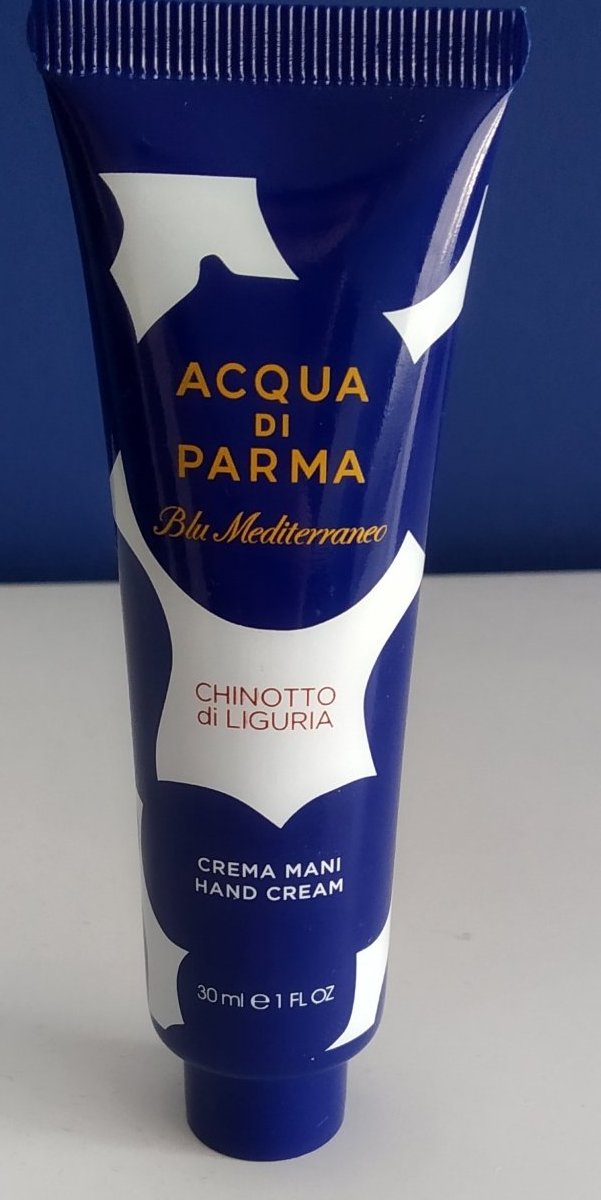 ACQUA
DI
PARMA
Blu Mediterraneo
CHINOTTO
di LIGURIA
CREMA MANI
HAND CREAM
30 ml ℮ 1 FL OZ